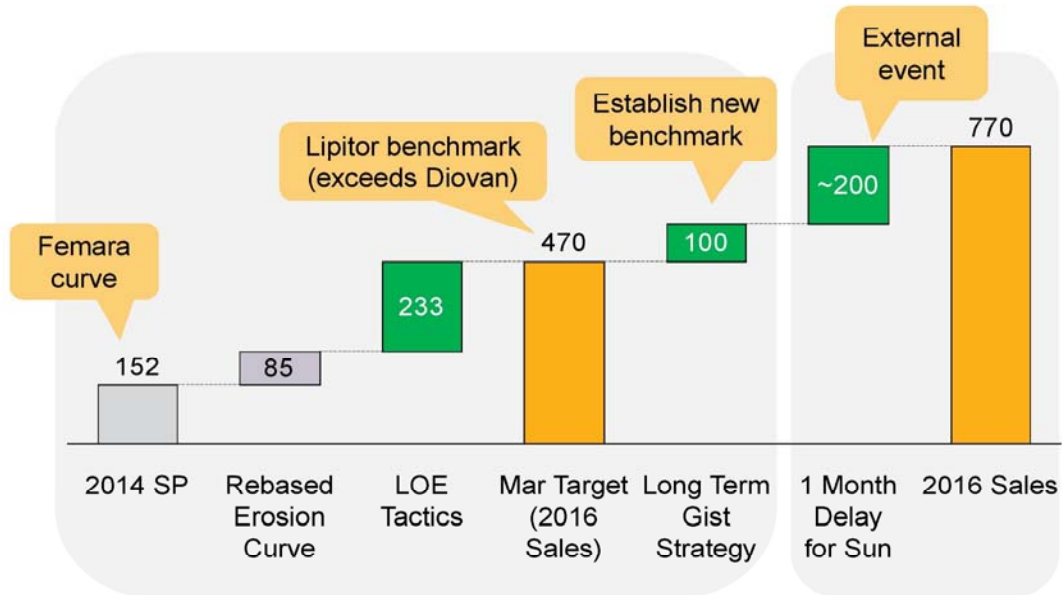 External
event
Establish new
benchmark
770
Lipitor benchmark
(exceeds Diovan)
~200
Femara
curve
470
100
233
152
85
2014 SP
Rebased
Erosion
Curve
LOE
Tactics
Mar Target
(2016
Sales)
Long Term
Gist
Strategy
1 Month
Delay
for Sun
2016 Sales